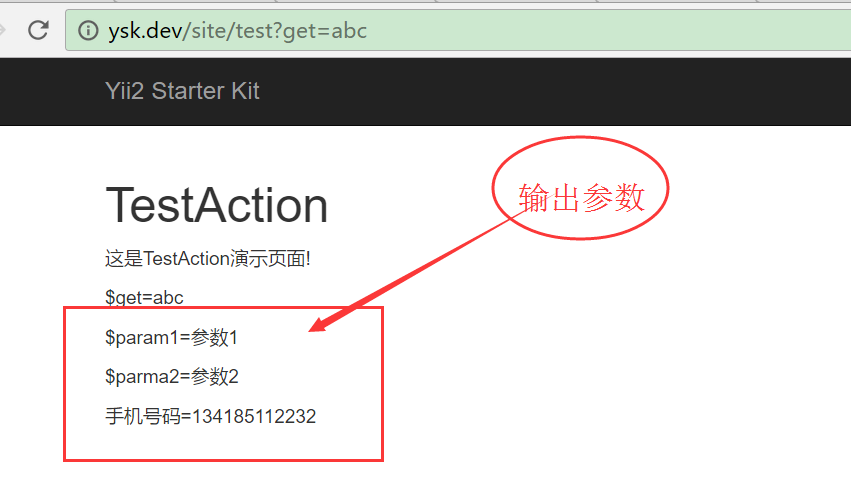 ysk.dev/site/test?get=abc
Yii2 Starter Kit
TestAction
输出参数
这是TestAction演示页面!
$get=abc
$param1=参数1
$parma2=参数2
手机号码=134185112232